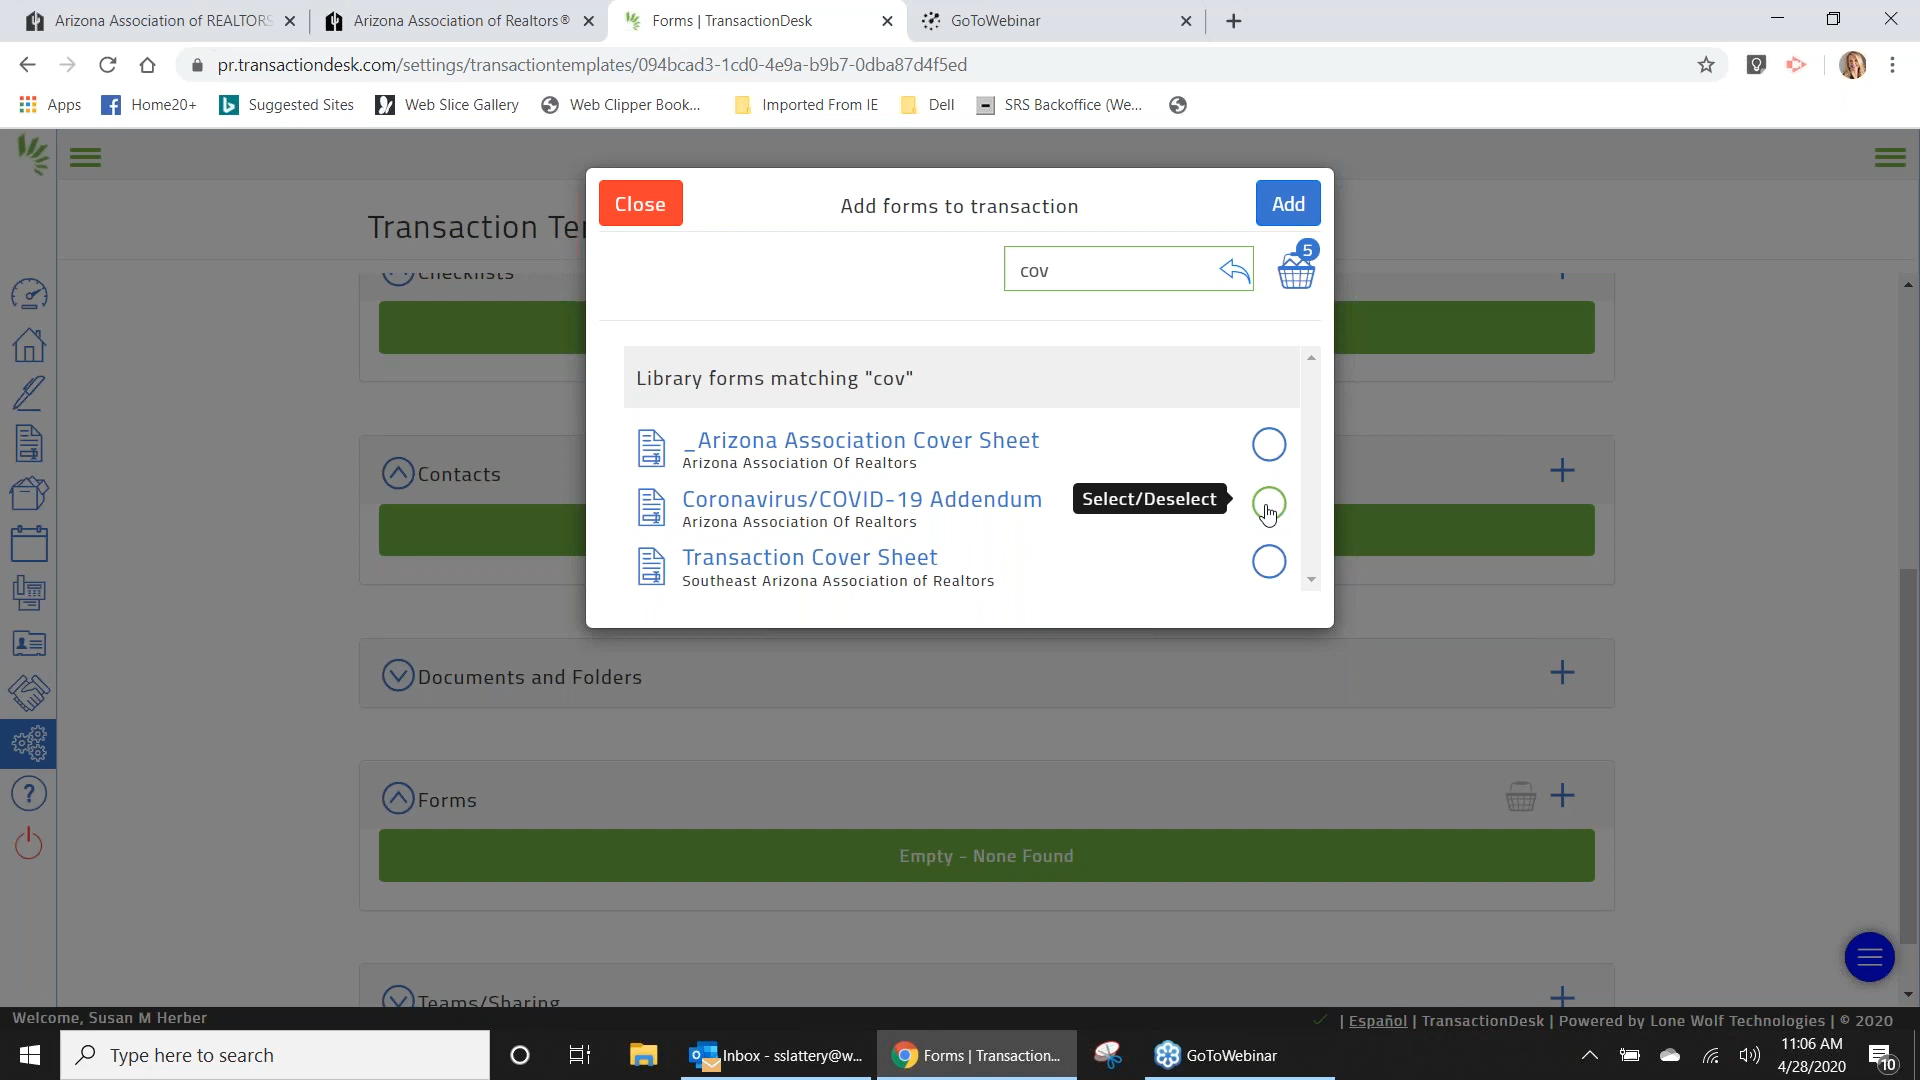 Arizona Association of REALTORS
Arizona Association of Realtors®
Forms | TransactionDesk
GoToWebinar
pr.transactiondesk.com/settings/transactiontemplates/094bcad3-1cd0-4e9a-b9b7-0dba87d4f5ed
Apps
Home20+
Suggested Sites
Web Slice Gallery
Web Clipper Book...
Imported From IE
Dell
SRS Backoffice (We...
Close
Add forms to transaction
Add
Transaction Te
cov
5
Checklists
Library forms matching "cov"
_Arizona Association Cover Sheet
Arizona Association Of Realtors
Contacts
Coronavirus/COVID-19 Addendum
Select/Deselect
Arizona Association Of Realtors
Transaction Cover Sheet
Southeast Arizona Association of Realtors
Documents and Folders
Forms
Empty - None Found
Teams/Sharing
Welcome, Susan M Herber
| Español | TransactionDesk | Powered by Lone Wolf Technologies | © 2020
Type here to search
Inbox - sslattery@w...
Forms | Transaction...
GoToWebinar
11:06 AM
4/28/2020
10